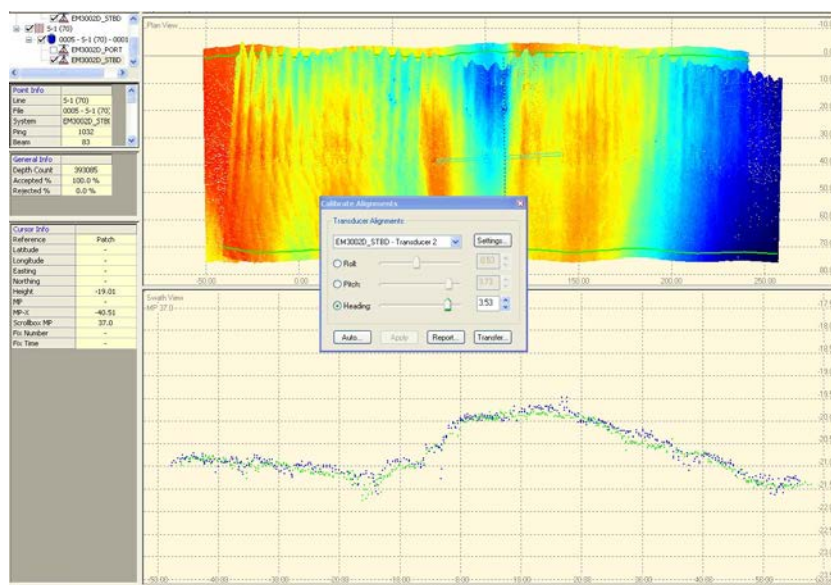 EM3002D_STBD
S-1 (70)
0005 - S-1 (70) - 0001
EM3002D_PORT
EM3002D_STBD
Point Info
Line S-1 (70)
File 0005 - S-1 (70)
System EM3002D_STB
Ping 1032
Beam 83
General Info
Depth Count 393085
Accepted % 100.0 %
Rejected % 0.0 %
Cursor Info
Reference Patch
Latitude -
Longitude -
Easting -
Northing -
Height -19.01
MP -
MP-X -40.51
Scrollbox MP 37.0
Fix Number -
Fix Time -
Plan View
-50.00 0.00 50.00 200.00 250.00
Calibrate Alignments
Transducer Alignments:
EM3002D_STBD - Transducer 2
Settings...
Roll:
Pitch:
Heading: 3.53
Auto... Apply Report... Transfer...
Swath View
MP 37.0
-50.00 -40.00 -30.00 -20.00 -10.00 0.00 10.00 20.00 30.00 40.00 50.00